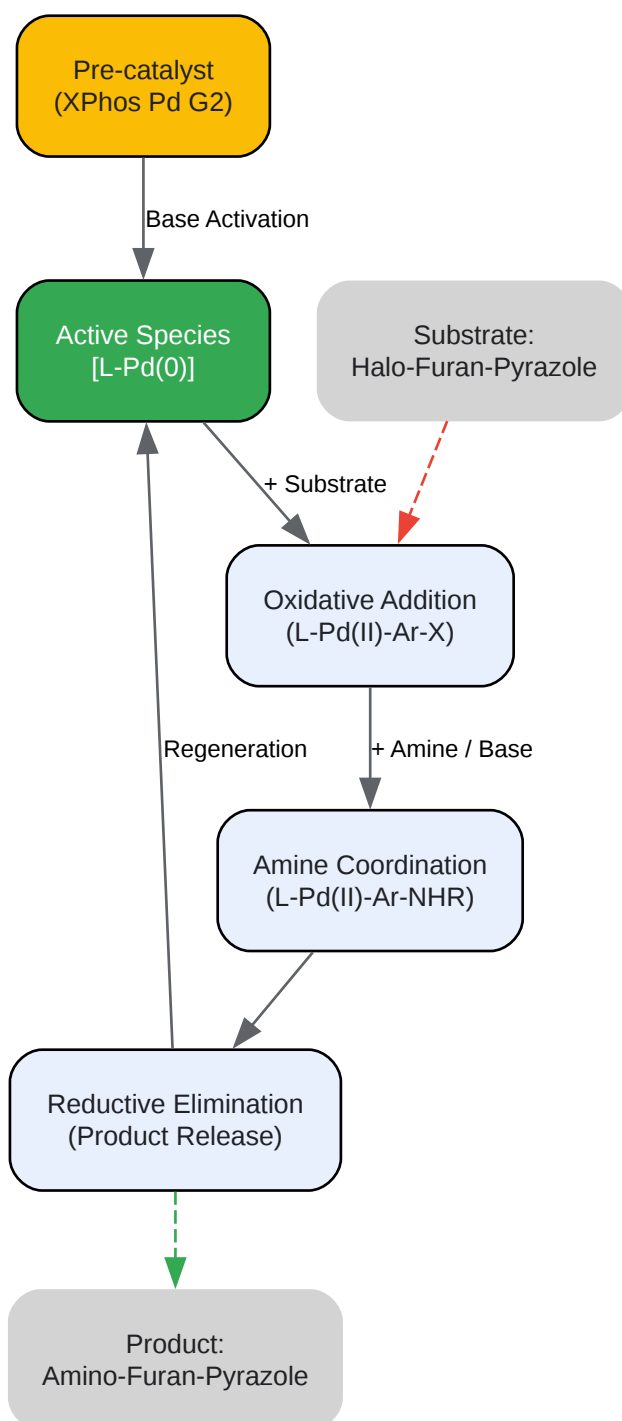 Pre-catalyst
(XPhos Pd G2)
Base Activation
Active Species
[L-Pd(0)]
Substrate:
Halo-Furan-Pyrazole
+ Substrate
Oxidative Addition
(L-Pd(II)-Ar-X)
Regeneration
+ Amine / Base
Amine Coordination
(L-Pd(II)-Ar-NHR)
Reductive Elimination
(Product Release)
Product:
Amino-Furan-Pyrazole